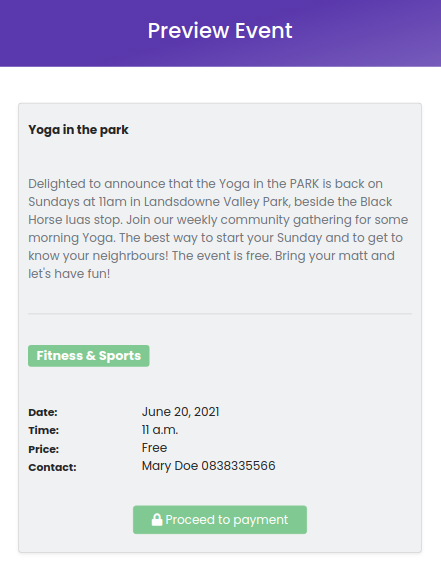 Preview Event
Yoga in the park
Delighted to announce that the Yoga in the PARK is back on
Sundays at 11am in Landsdowne Valley Park, beside the Black
Horse luas stop. Join our weekly community gathering for some
morning Yoga. The best way to start your Sunday and to get to
know your neighrbours! The event is free. Bring your matt and
let's have fun!
Fitness & Sports
Date: June 20, 2021
Time: 11 a.m.
Price: Free
Contact: Mary Doe 0838335566
Proceed to payment